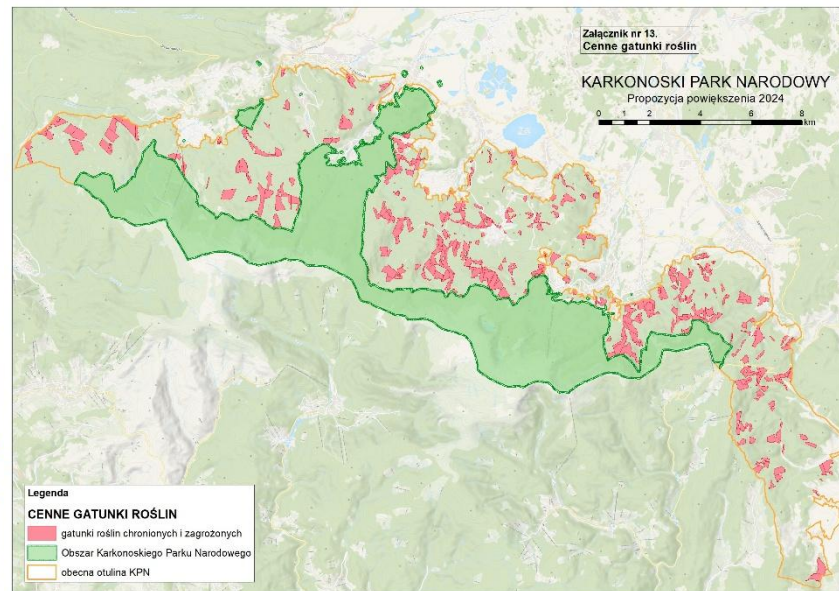 Załącznik nr 13.
Cenne gatunki roślin
KARKONOSKI PARK NARODOWY
Propozycja powiększenia 2024
0 1 2 4 6 8
km
Legenda
CENNE GATUNKI ROŚLIN
gatunki roślin chronionych i zagrożonych
Obszar Karkonoskiego Parku Narodowego
obecna otulina KPN